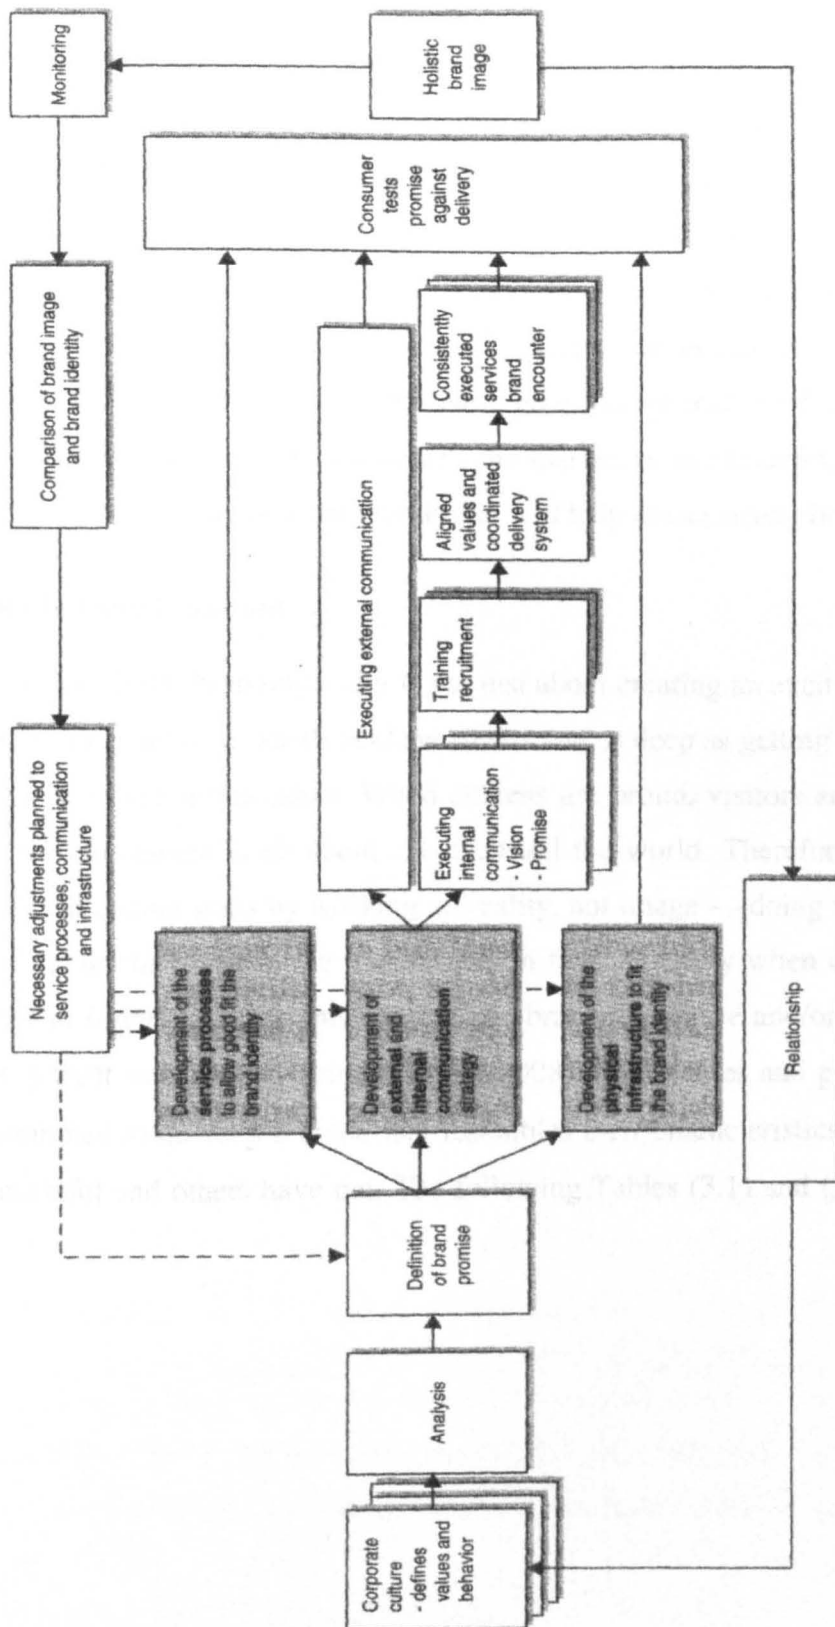 Monitoring
Comparison of brand image
and brand identity
Necessary adjustments planned to
service processes, communication
and infrastructure
Holistic
brand
image
Consumer
tests
promise
against
delivery
Executing external communication
Consistently
executed
services
brand
encounter
Aligned
values and
coordinated
delivery
system
Training
recruitment
Executing
internal
communication
- Vision
- Promise
Development of the
service processes
to allow good fit the
brand identity
Development of
external and
internal
communication
strategy
Development of the
physical
infrastructure to fit
the brand identity
Relationship
Definition
of brand
promise
Analysis
Corporate
culture
- defines
values and
behavior